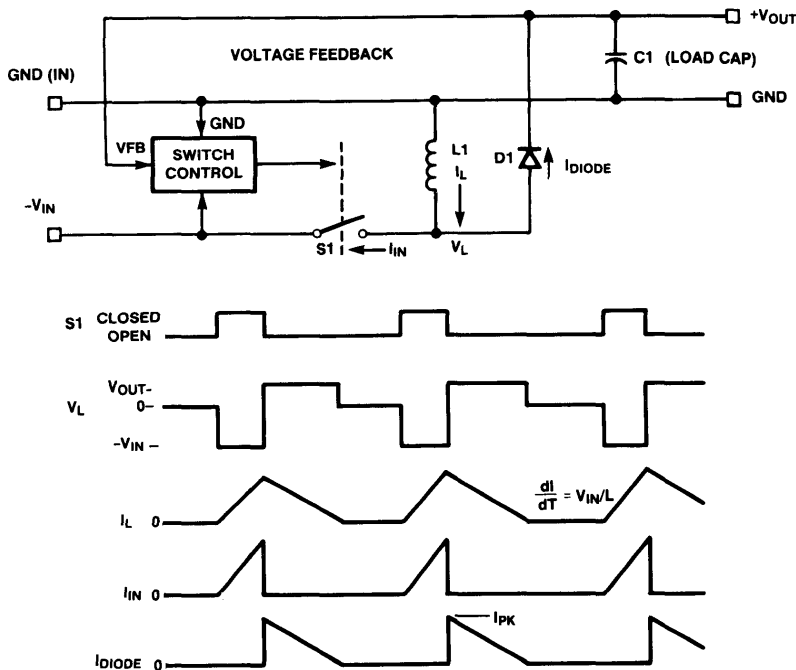 +VOUT
VOLTAGE FEEDBACK
C1 (LOAD CAP)
GND (IN)
GND
GND
VFB
SWITCH
CONTROL
L1
IL
D1
IDIODE
–VIN
S1
IIN
VL
S1 CLOSED
OPEN
VOUT–
VL 0–
–VIN –
dI
dT = VIN/L
IL 0
IIN 0
IPK
IDIODE 0